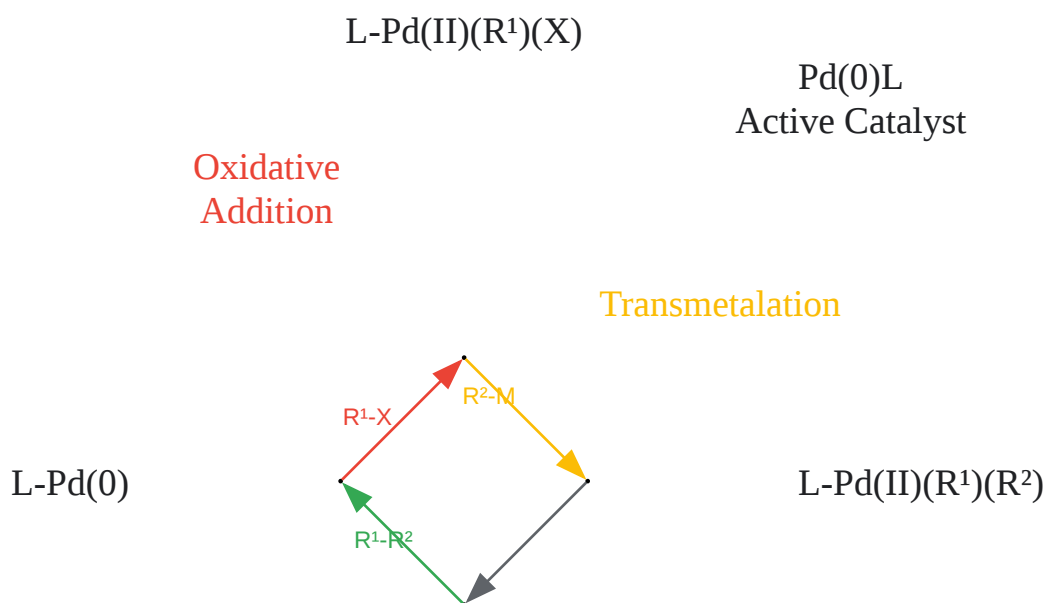 L-Pd(II)(R¹)(X)
Pd(0)L
Active Catalyst
Oxidative
Addition
Transmetalation
R²-M
R¹-X
L-Pd(0)
L-Pd(II)(R¹)(R²)
R¹-R²